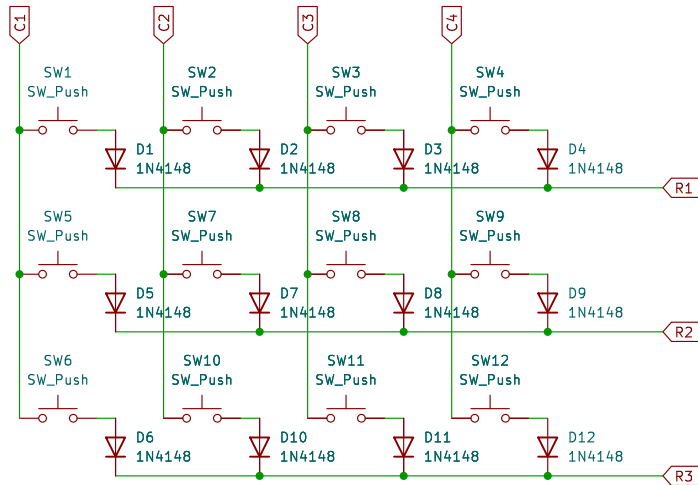 C1
C2
C3
C4
SW1
SW_Push
SW2
SW_Push
SW3
SW_Push
SW4
SW_Push
D1
1N4148
D2
1N4148
D3
1N4148
D4
1N4148
R1
SW5
SW_Push
SW7
SW_Push
SW8
SW_Push
SW9
SW_Push
D5
1N4148
D7
1N4148
D8
1N4148
D9
1N4148
R2
SW6
SW_Push
SW10
SW_Push
SW11
SW_Push
SW12
SW_Push
D6
1N4148
D10
1N4148
D11
1N4148
D12
1N4148
R3